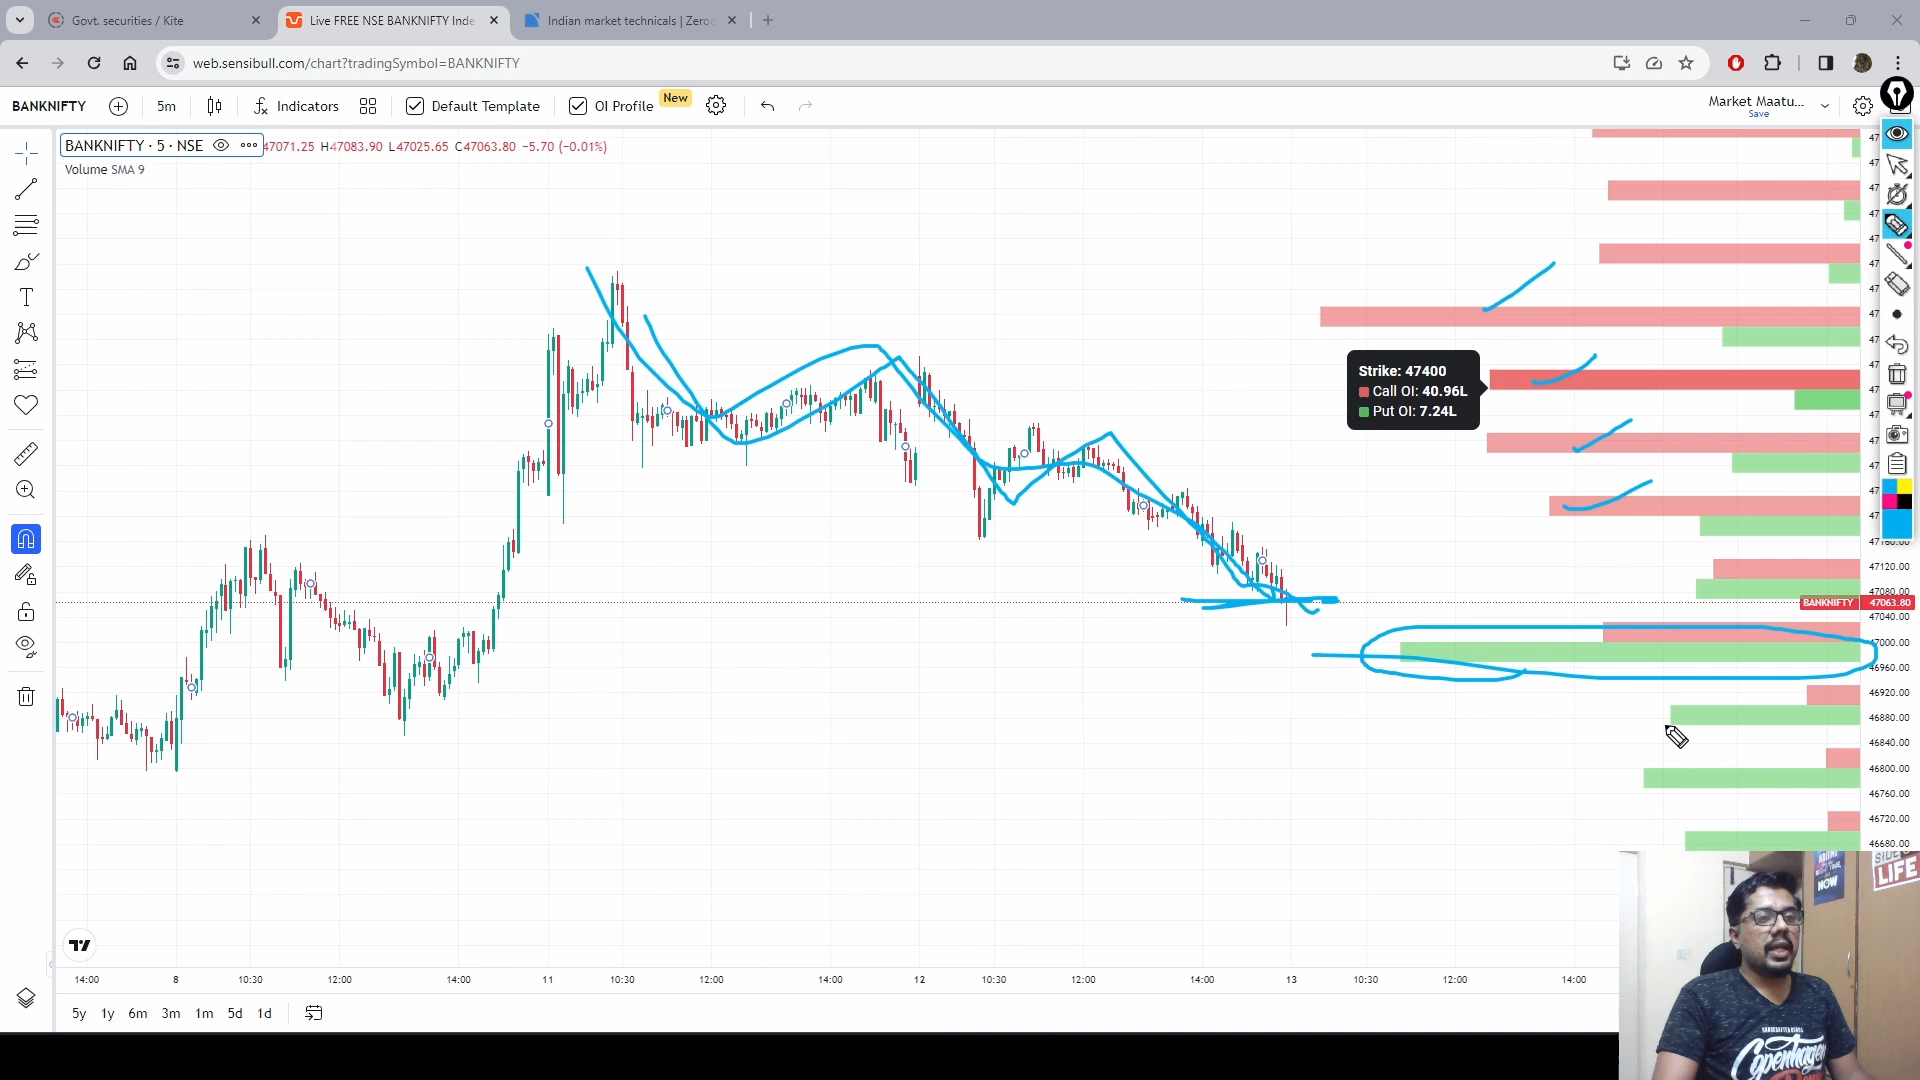 Govt. securities / Kite
Live FREE NSE BANKNIFTY Inde
Indian market technicals | Zero
web.sensibull.com/chart?tradingSymbol=BANKNIFTY
BANKNIFTY
5m
Indicators
Default Template
OI Profile
New
Market Maatu...
Save
BANKNIFTY · 5 · NSE
47071.25 H47083.90 L47025.65 C47063.80 −5.70 (−0.01%)
Volume SMA 9
Strike: 47400
Call OI: 40.96L
Put OI: 7.24L
47160.00
47120.00
47080.00
BANKNIFTY 47063.80
47040.00
47000.00
46960.00
46920.00
46880.00
46840.00
46800.00
46760.00
46720.00
46680.00
14:00 8 10:30 12:00 14:00 11 10:30 12:00 14:00 12 10:30 12:00 14:00 13 10:30 12:00 14:00
5y 1y 6m 3m 1m 5d 1d
NOW
SIDE
LIFE
Copenhagen